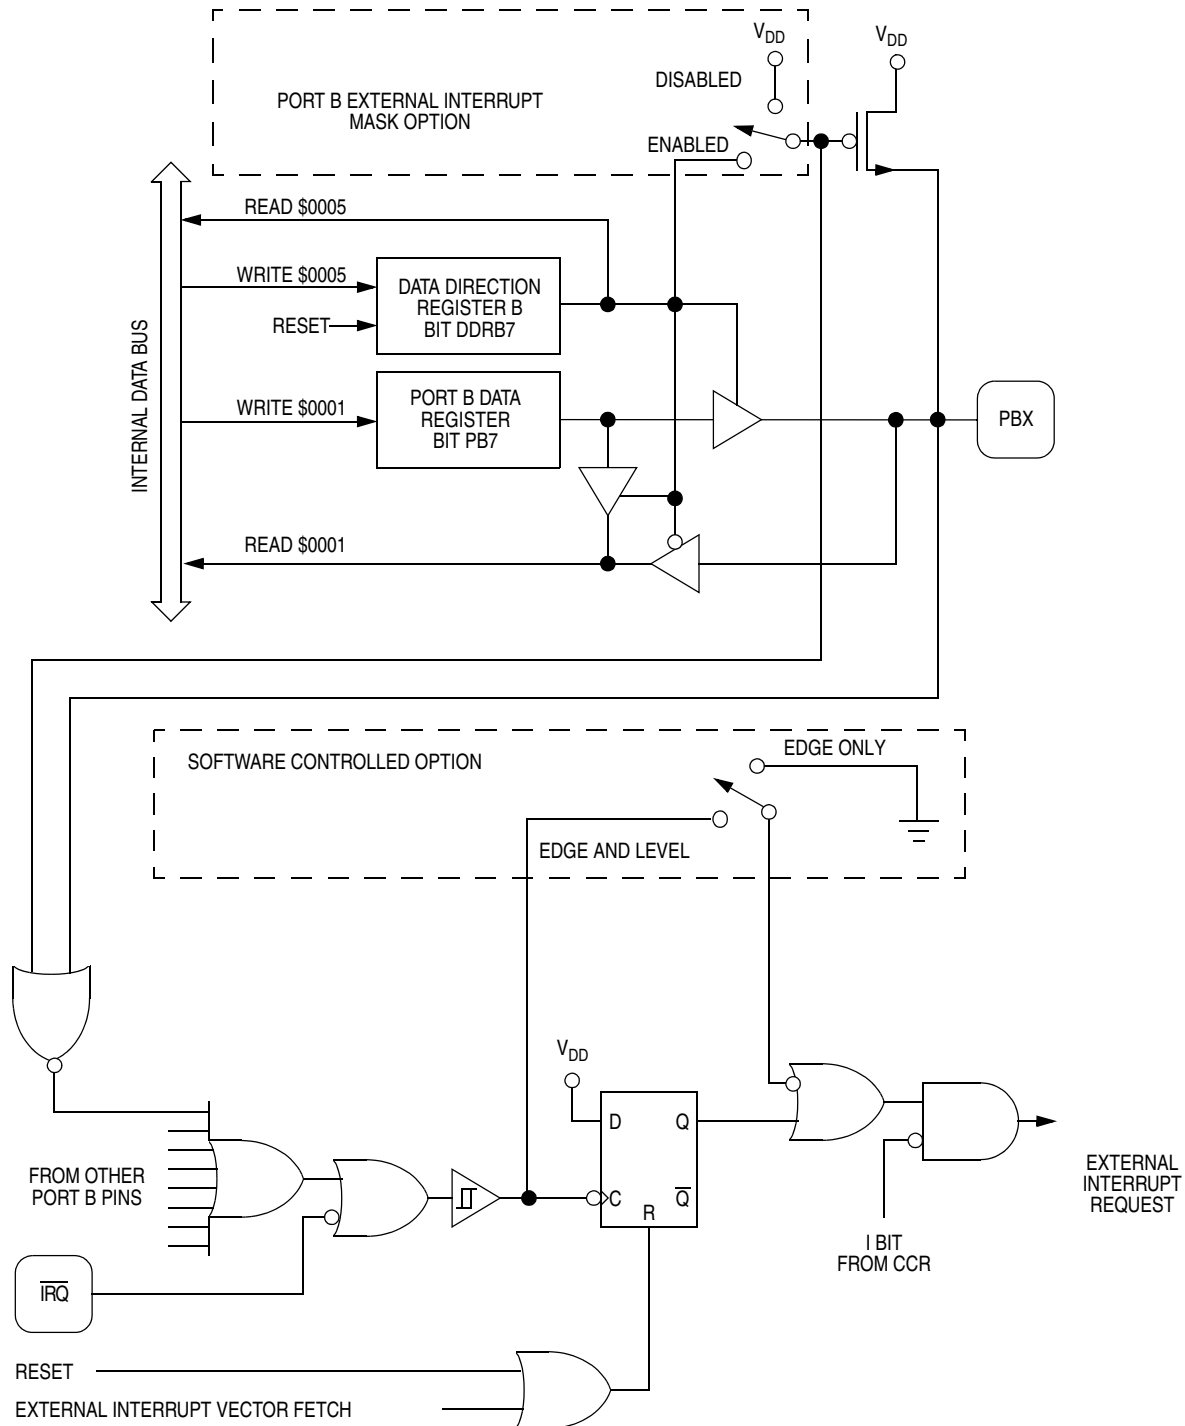 V_DD
V_DD
DISABLED
PORT B EXTERNAL INTERRUPT
MASK OPTION
ENABLED
READ $0005
WRITE $0005
DATA DIRECTION
REGISTER B
BIT DDRB7
RESET
INTERNAL DATA BUS
WRITE $0001
PORT B DATA
REGISTER
BIT PB7
PBX
READ $0001
EDGE ONLY
SOFTWARE CONTROLLED OPTION
EDGE AND LEVEL
V_DD
D
Q
C
Q̅
R
FROM OTHER
PORT B PINS
EXTERNAL
INTERRUPT
REQUEST
I BIT
FROM CCR
I̅R̅Q̅
RESET
EXTERNAL INTERRUPT VECTOR FETCH